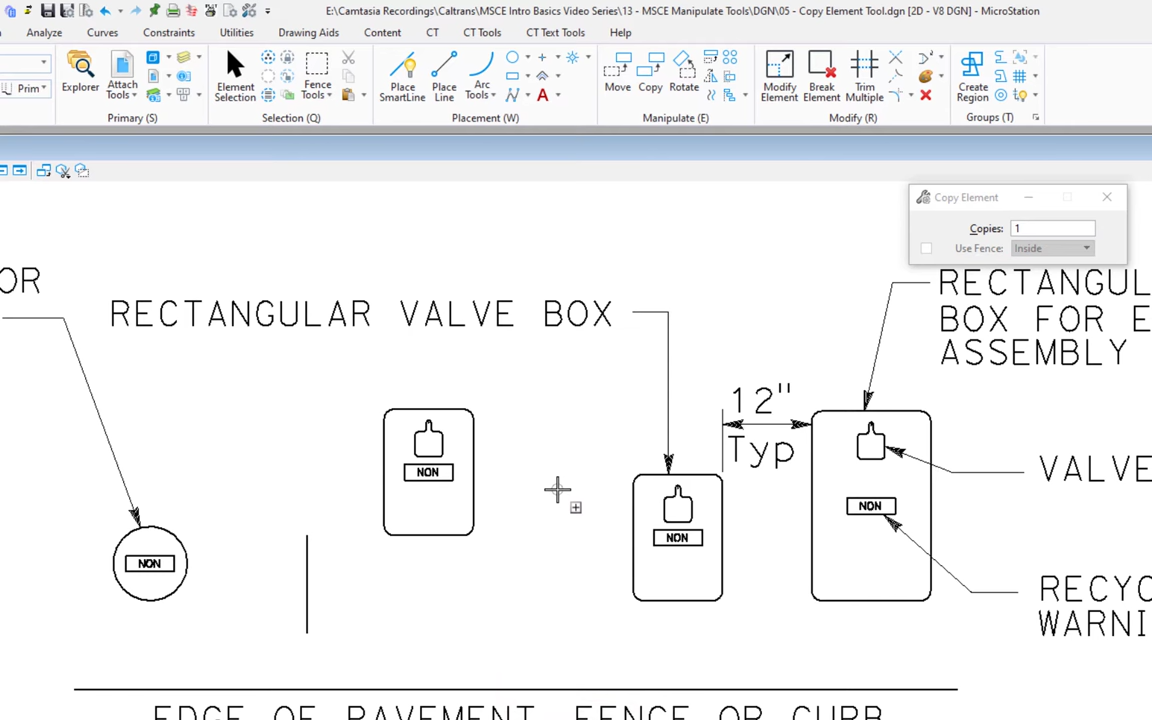 E:\Camtasia Recordings\Caltrans\MSCE Intro Basics Video Series\13 - MSCE Manipulate Tools\DGN\05 - Copy Element Tool.dgn [2D - V8 DGN] - MicroStation
Analyze Curves Constraints Utilities Drawing Aids Content CT CT Tools CT Text Tools Help
Prim
Explorer
Attach Tools
Element Selection
Fence Tools
Place SmartLine
Place Line
Arc Tools
Move
Copy
Rotate
Modify Element
Break Element
Trim Multiple
Create Region
Primary (S) Selection (Q) Placement (W) Manipulate (E) Modify (R) Groups (T)
Copy Element
Copies: 1
Use Fence: Inside
OR
RECTANGULAR VALVE BOX
RECTANGUL
BOX FOR E
ASSEMBLY
12"
Typ
VALVE
NON
NON
NON
NON
RECYC
WARNI
EDGE OF PAVEMENT, FENCE OR CURB